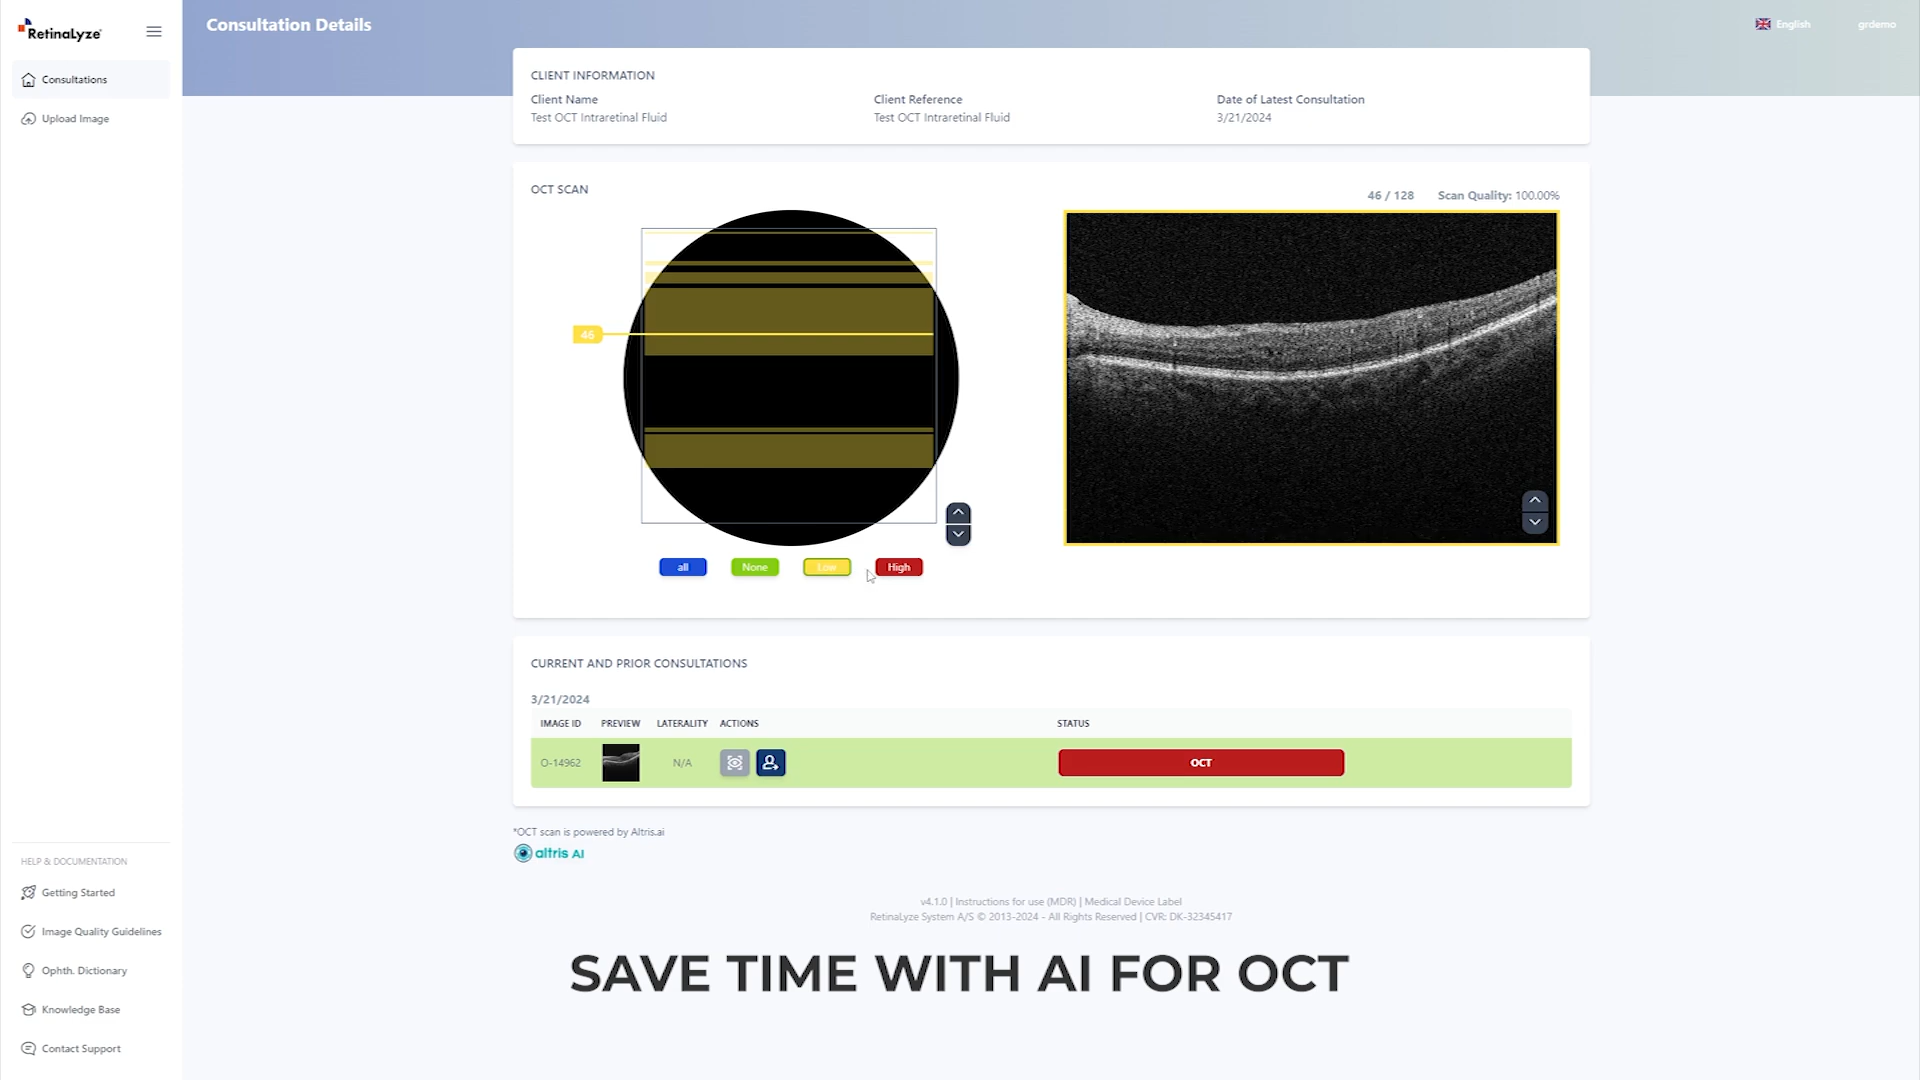 RetinaLyze
Consultation Details
English
grdemo
Consultations
Upload Image
CLIENT INFORMATION
Client Name
Client Reference
Date of Latest Consultation
Test OCT Intraretinal Fluid
Test OCT Intraretinal Fluid
3/21/2024
OCT SCAN
46 / 128
Scan Quality: 100.00%
46
all
None
Low
High
CURRENT AND PRIOR CONSULTATIONS
3/21/2024
IMAGE ID PREVIEW LATERALITY ACTIONS STATUS
O-14962 N/A OCT
*OCT scan is powered by Altris.ai
altris AI
HELP & DOCUMENTATION
Getting Started
Image Quality Guidelines
Ophth. Dictionary
Knowledge Base
Contact Support
v4.1.0 | Instructions for use (MDR) | Medical Device Label
RetinaLyze System A/S © 2013-2024 - All Rights Reserved | CVR: DK-32345417
SAVE TIME WITH AI FOR OCT